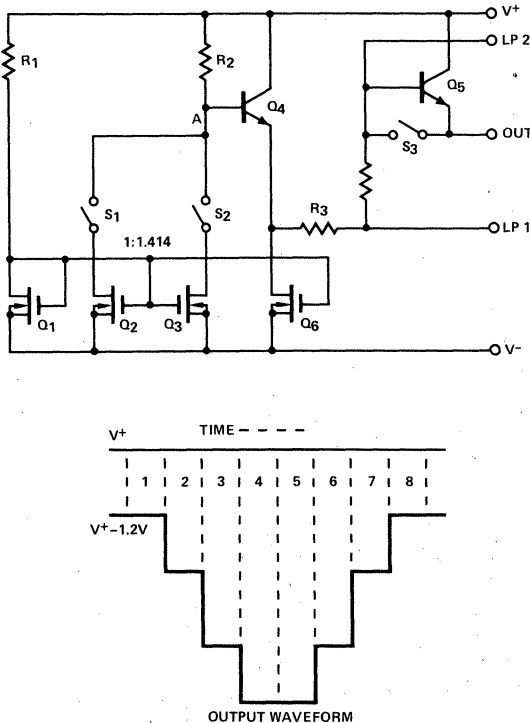 V+
LP 2
R1
R2
Q4
Q5
A
OUT
S3
S1
S2
R3
LP 1
1:1.414
Q1
Q2
Q3
Q6
V-
TIME - - - -
V+
1 2 3 4 5 6 7 8
V+-1.2V
OUTPUT WAVEFORM